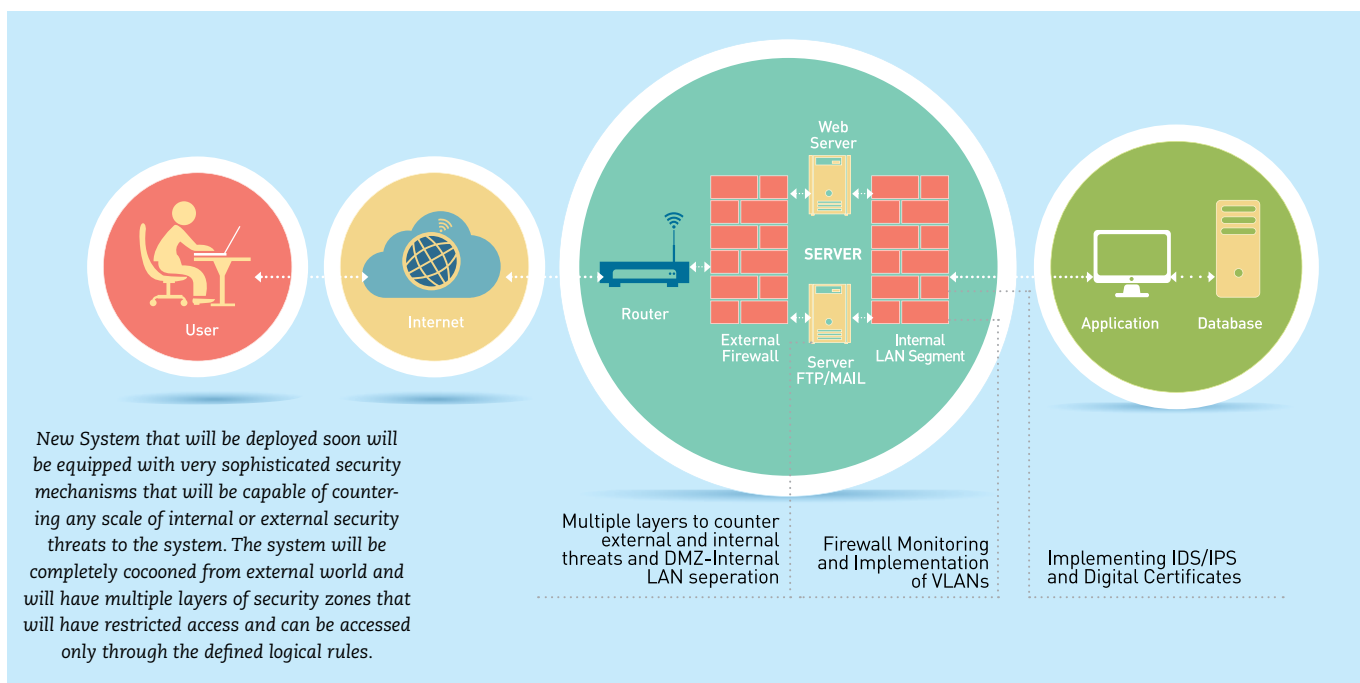 User
Internet
Router
External
Firewall
Web
Server
SERVER
Server
FTP/MAIL
Internal
LAN Segment
Application
Database
New System that will be deployed soon will
be equipped with very sophisticated security
mechanisms that will be capable of counter-
ing any scale of internal or external security
threats to the system. The system will be
completely cocooned from external world and
will have multiple layers of security zones that
will have restricted access and can be accessed
only through the defined logical rules.
Multiple layers to counter
external and internal
threats and DMZ-Internal
LAN seperation
Firewall Monitoring
and Implementation
of VLANs
Implementing IDS/IPS
and Digital Certificates